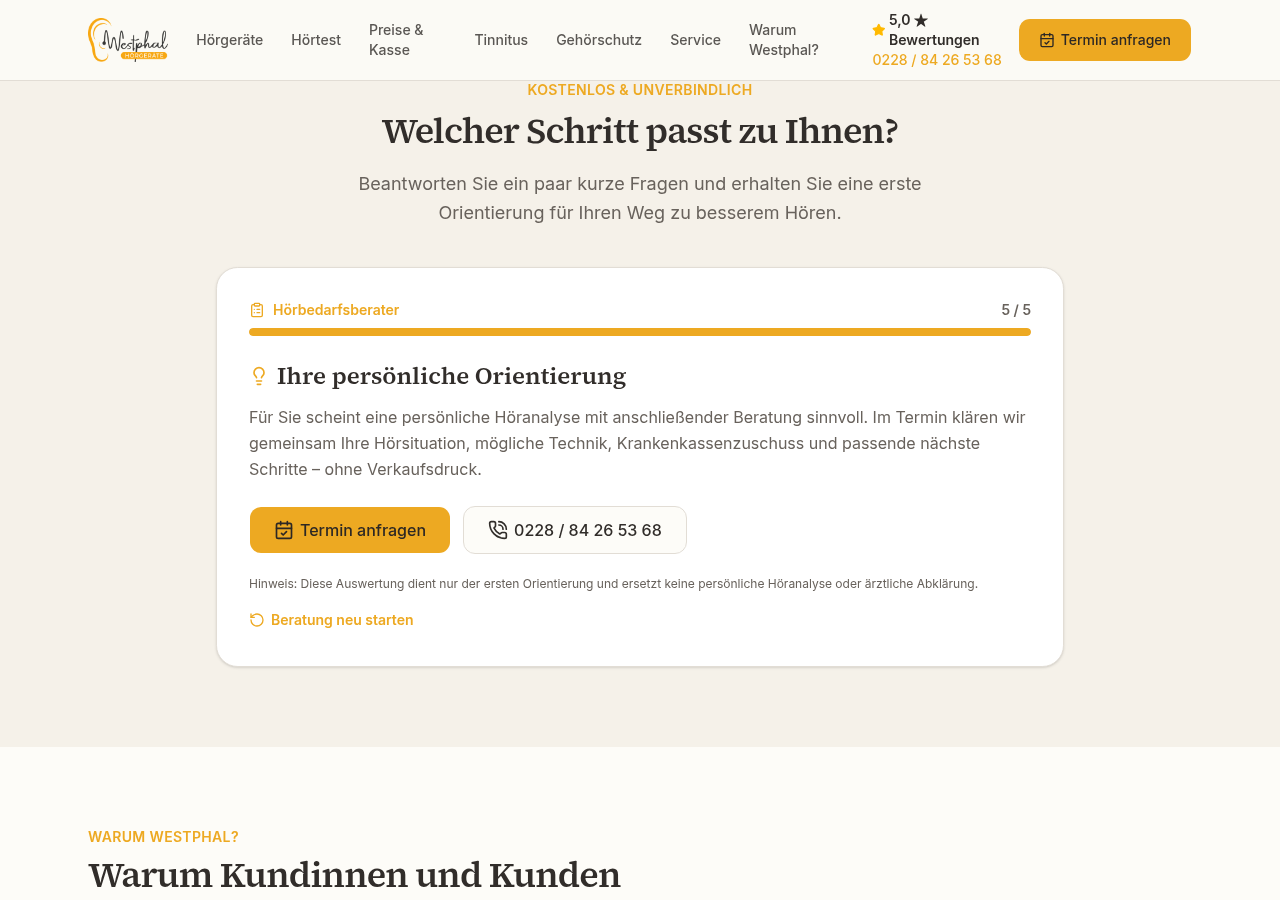 Westphal
HÖRGERÄTE
Hörgeräte
Hörtest
Preise &
Kasse
Tinnitus
Gehörschutz
Service
Warum
Westphal?
5,0 ★
Bewertungen
0228 / 84 26 53 68
Termin anfragen
KOSTENLOS & UNVERBINDLICH
Welcher Schritt passt zu Ihnen?
Beantworten Sie ein paar kurze Fragen und erhalten Sie eine erste
Orientierung für Ihren Weg zu besserem Hören.
Hörbedarfsberater
5 / 5
Ihre persönliche Orientierung
Für Sie scheint eine persönliche Höranalyse mit anschließender Beratung sinnvoll. Im Termin klären wir
gemeinsam Ihre Hörsituation, mögliche Technik, Krankenkassenzuschuss und passende nächste
Schritte – ohne Verkaufsdruck.
Termin anfragen
0228 / 84 26 53 68
Hinweis: Diese Auswertung dient nur der ersten Orientierung und ersetzt keine persönliche Höranalyse oder ärztliche Abklärung.
Beratung neu starten
WARUM WESTPHAL?
Warum Kundinnen und Kunden